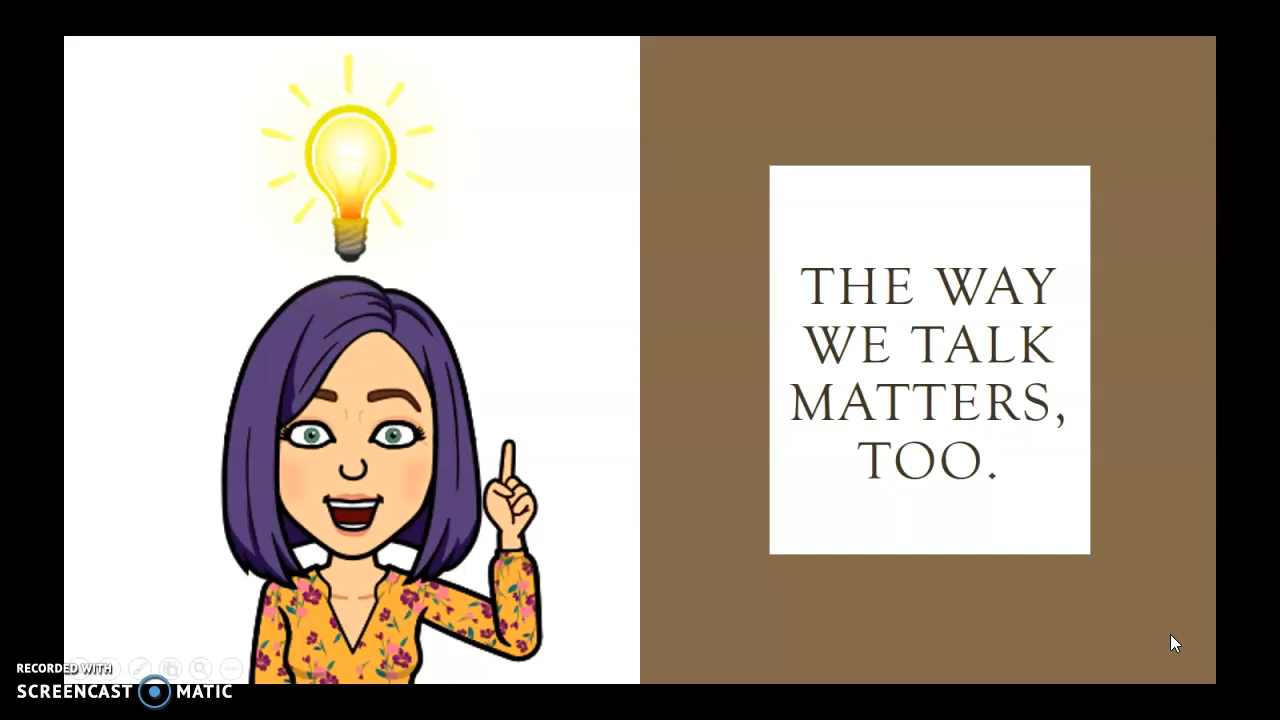 THE WAY
WE TALK
MATTERS,
TOO.
RECORDED WITH
SCREENCAST MATIC